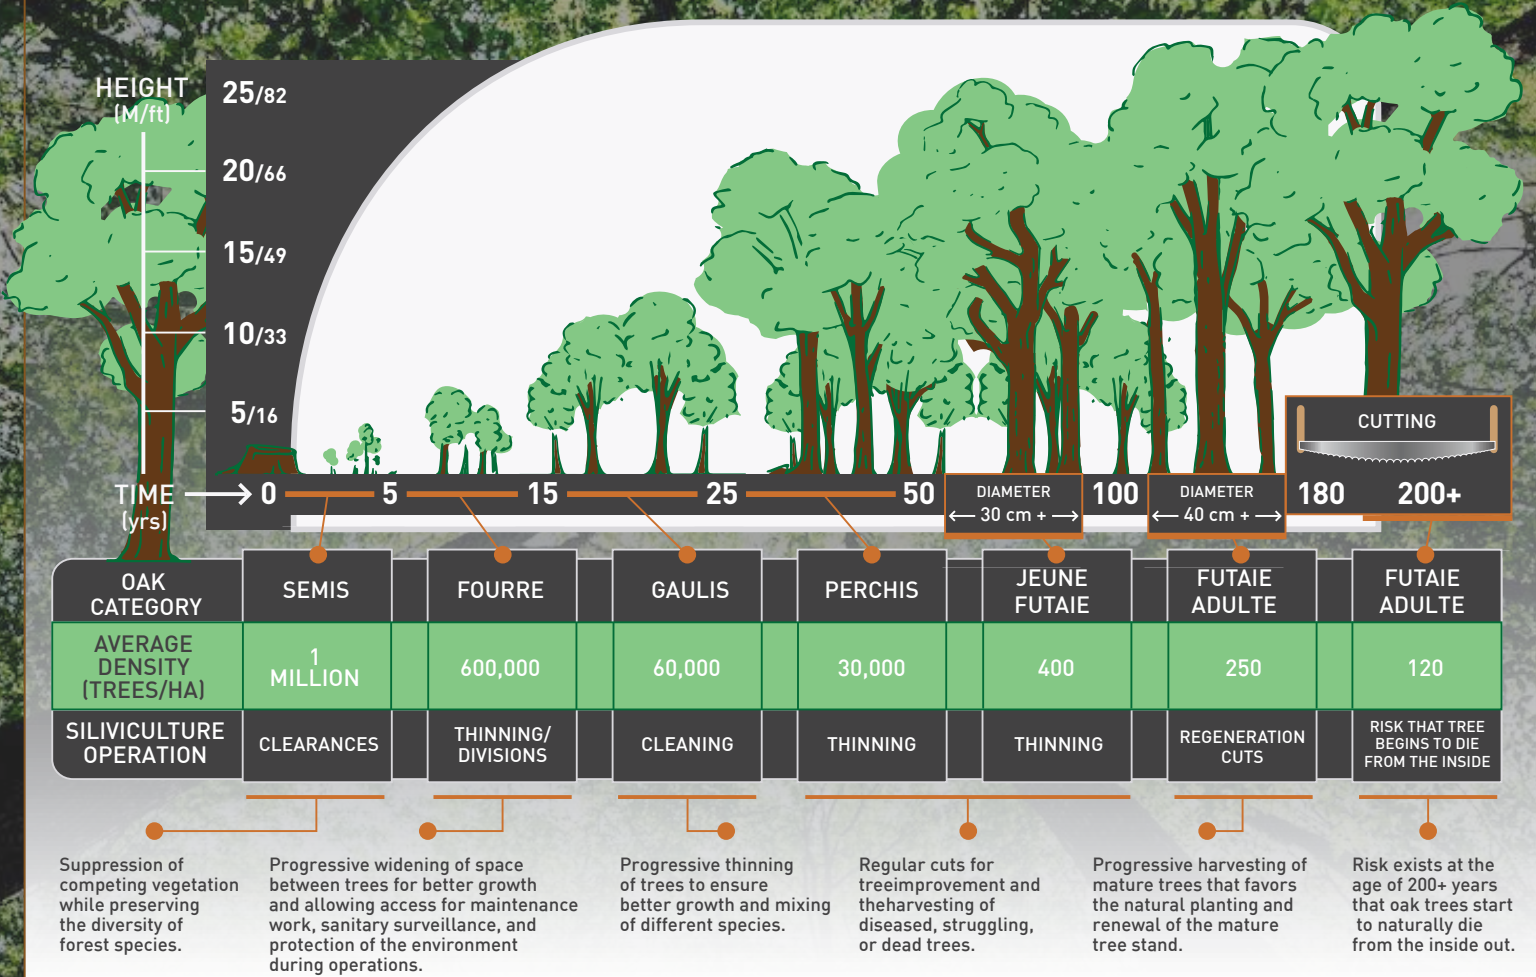 HEIGHT
(M/ft)
25/82
20/66
15/49
10/33
5/16
CUTTING
TIME
(yrs)
0
5
15
25
50
DIAMETER
30 cm +
100
DIAMETER
40 cm +
180
200+
OAK
CATEGORY
SEMIS
FOURRE
GAULIS
PERCHIS
JEUNE
FUTAIE
FUTAIE
ADULTE
FUTAIE
ADULTE
AVERAGE
DENSITY
(TREES/HA)
1
MILLION
600,000
60,000
30,000
400
250
120
SILIVICULTURE
OPERATION
CLEARANCES
THINNING/
DIVISIONS
CLEANING
THINNING
THINNING
REGENERATION
CUTS
RISK THAT TREE
BEGINS TO DIE
FROM THE INSIDE
Suppression of
competing vegetation
while preserving
the diversity of
forest species.
Progressive widening of space
between trees for better growth
and allowing access for maintenance
work, sanitary surveillance, and
protection of the environment
during operations.
Progressive thinning
of trees to ensure
better growth and mixing
of different species.
Regular cuts for
treeimprovement and
theharvesting of
diseased, struggling,
or dead trees.
Progressive harvesting of
mature trees that favors
the natural planting and
renewal of the mature
tree stand.
Risk exists at the
age of 200+ years
that oak trees start
to naturally die
from the inside out.